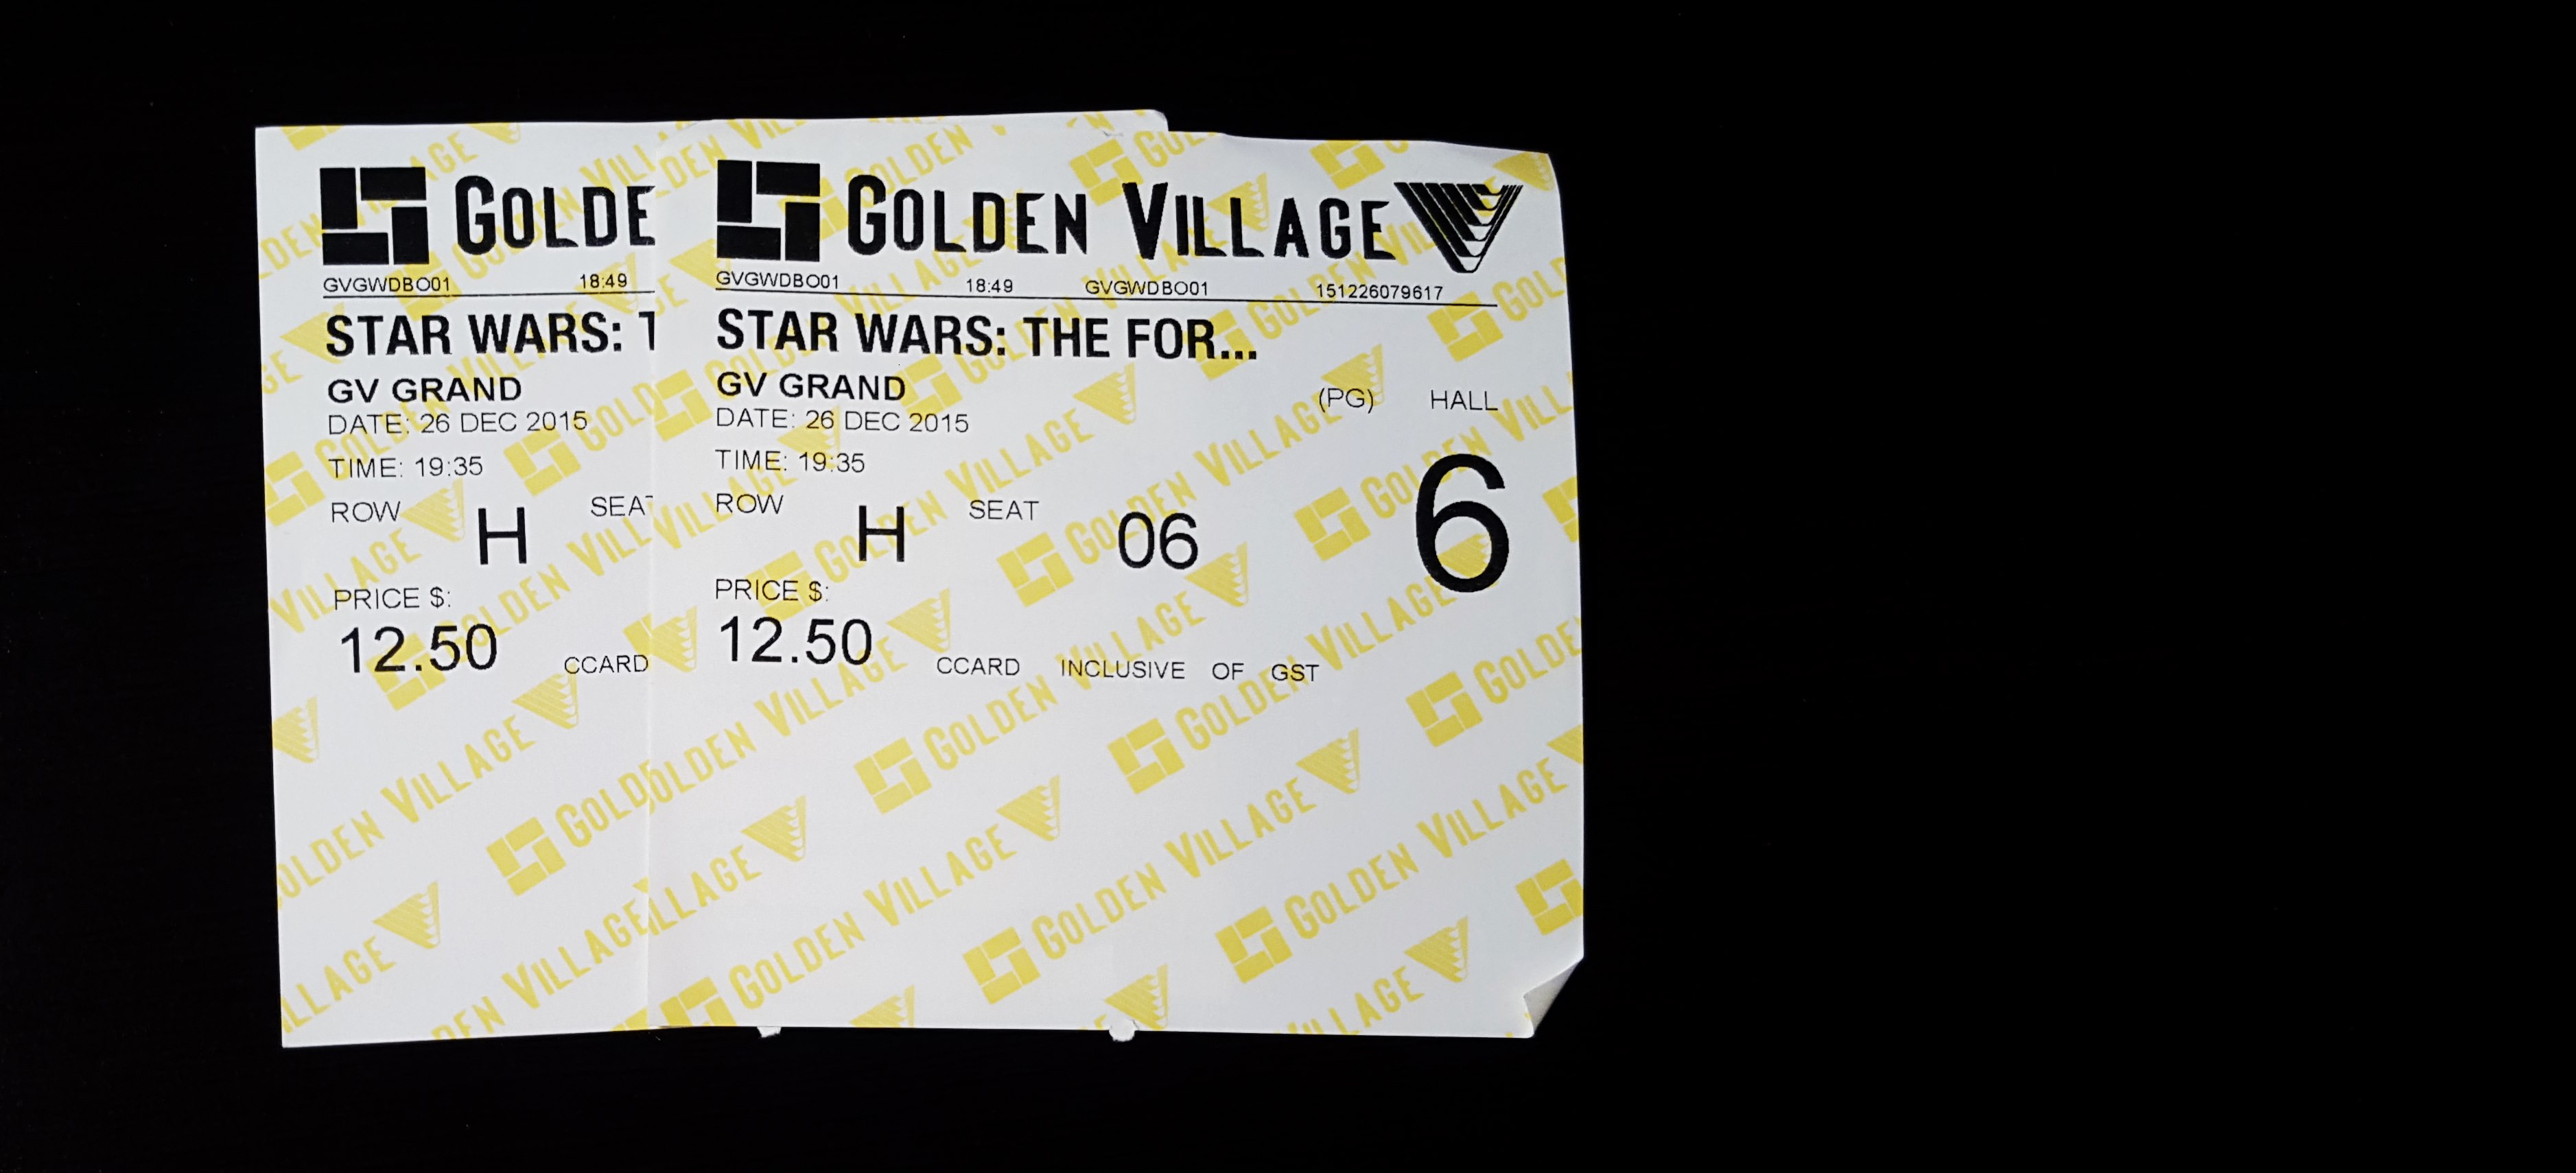 GOLDE
GVGWDBO01 18:49
STAR WARS: T
GV GRAND
DATE: 26 DEC 2015
TIME: 19:35
ROW H SEAT
PRICE $:
12.50 CCARD
GOLDEN VILLAGE
GVGWDBO01 18:49 GVGWDBO01 151226079617
STAR WARS: THE FOR...
GV GRAND (PG) HALL
DATE: 26 DEC 2015
TIME: 19:35
ROW H SEAT 06 6
PRICE $:
12.50 CCARD INCLUSIVE OF GST